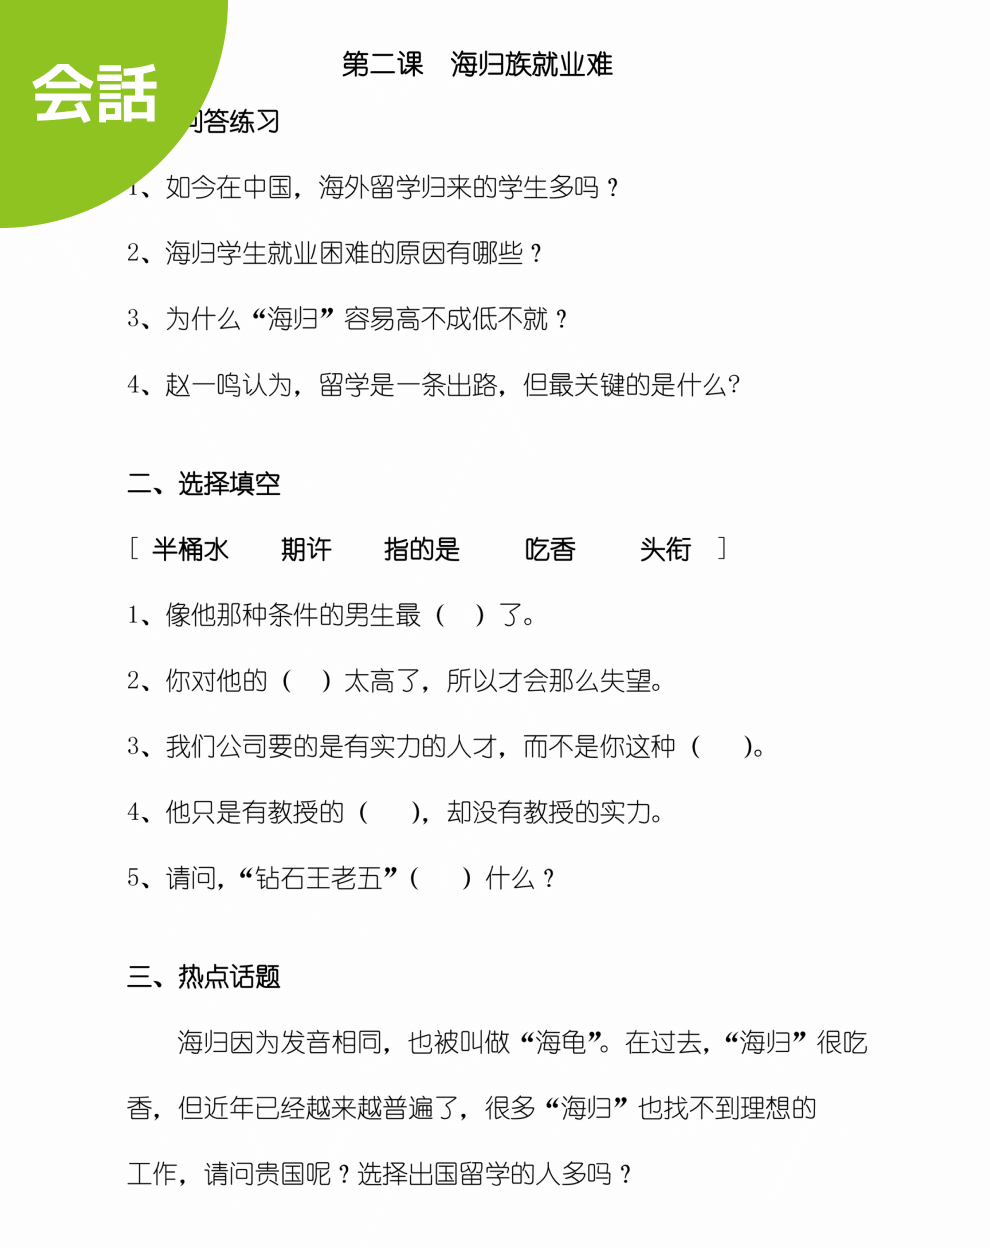 会話
第二课　海归族就业难
问答练习
1、如今在中国，海外留学归来的学生多吗？
2、海归学生就业困难的原因有哪些？
3、为什么“海归”容易高不成低不就？
4、赵一鸣认为，留学是一条出路，但最关键的是什么?
二、选择填空
[ 半桶水　　期许　　指的是　　吃香　　头衔 ]
1、像他那种条件的男生最（　）了。
2、你对他的（　）太高了，所以才会那么失望。
3、我们公司要的是有实力的人才，而不是你这种（　）。
4、他只是有教授的（　），却没有教授的实力。
5、请问，“钻石王老五”（　）什么？
三、热点话题
海归因为发音相同，也被叫做“海龟”。在过去，“海归”很吃
香，但近年已经越来越普遍了，很多“海归”也找不到理想的
工作，请问贵国呢？选择出国留学的人多吗？